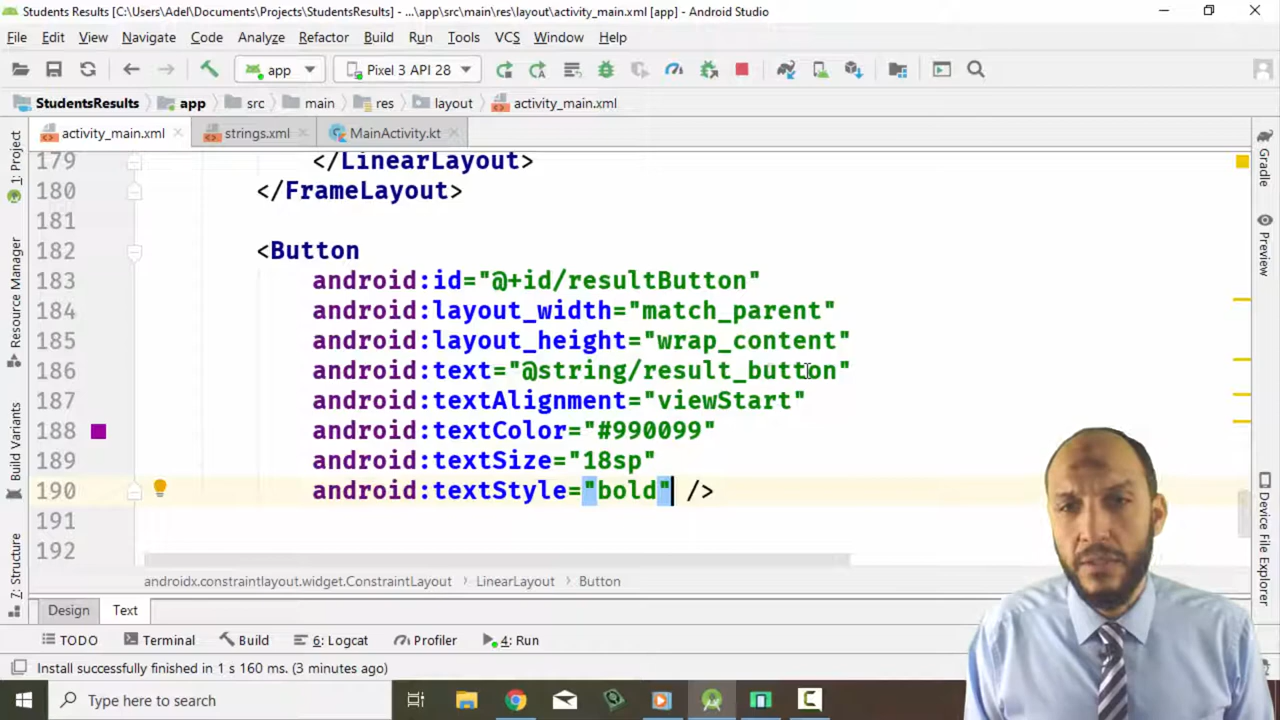 Students Results [C:\Users\Adel\Documents\Projects\StudentsResults] - ...\app\src\main\res\layout\activity_main.xml [app] - Android Studio
File Edit View Navigate Code Analyze Refactor Build Run Tools VCS Window Help
app Pixel 3 API 28
StudentsResults app src main res layout activity_main.xml
activity_main.xml strings.xml MainActivity.kt
1: Project
Resource Manager
Build Variants
Z: Structure
179 </LinearLayout>
180 </FrameLayout>
181
182 <Button
183 android:id="@+id/resultButton"
184 android:layout_width="match_parent"
185 android:layout_height="wrap_content"
186 android:text="@string/result_button"
187 android:textAlignment="viewStart"
188 android:textColor="#990099"
189 android:textSize="18sp"
190 android:textStyle="bold" />
191
192
Gradle
Preview
Device File Explorer
androidx.constraintlayout.widget.ConstraintLayout LinearLayout Button
Design Text
TODO Terminal Build 6: Logcat Profiler 4: Run
Install successfully finished in 1 s 160 ms. (3 minutes ago)
Type here to search